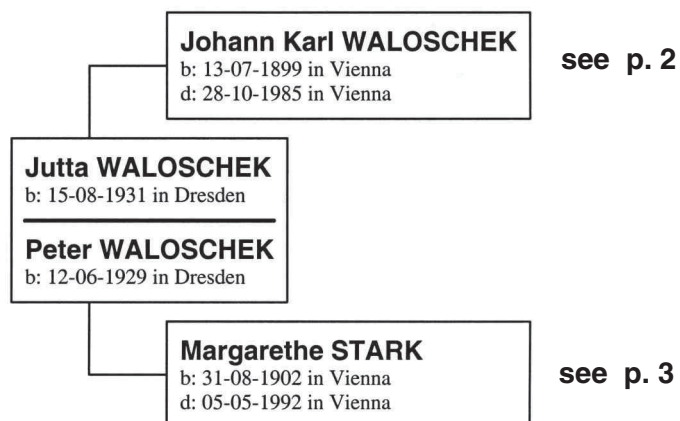 Johann Karl WALOSCHEK
b: 13-07-1899 in Vienna
d: 28-10-1985 in Vienna
see p. 2
Jutta WALOSCHEK
b: 15-08-1931 in Dresden
Peter WALOSCHEK
b: 12-06-1929 in Dresden
Margarethe STARK
b: 31-08-1902 in Vienna
d: 05-05-1992 in Vienna
see p. 3